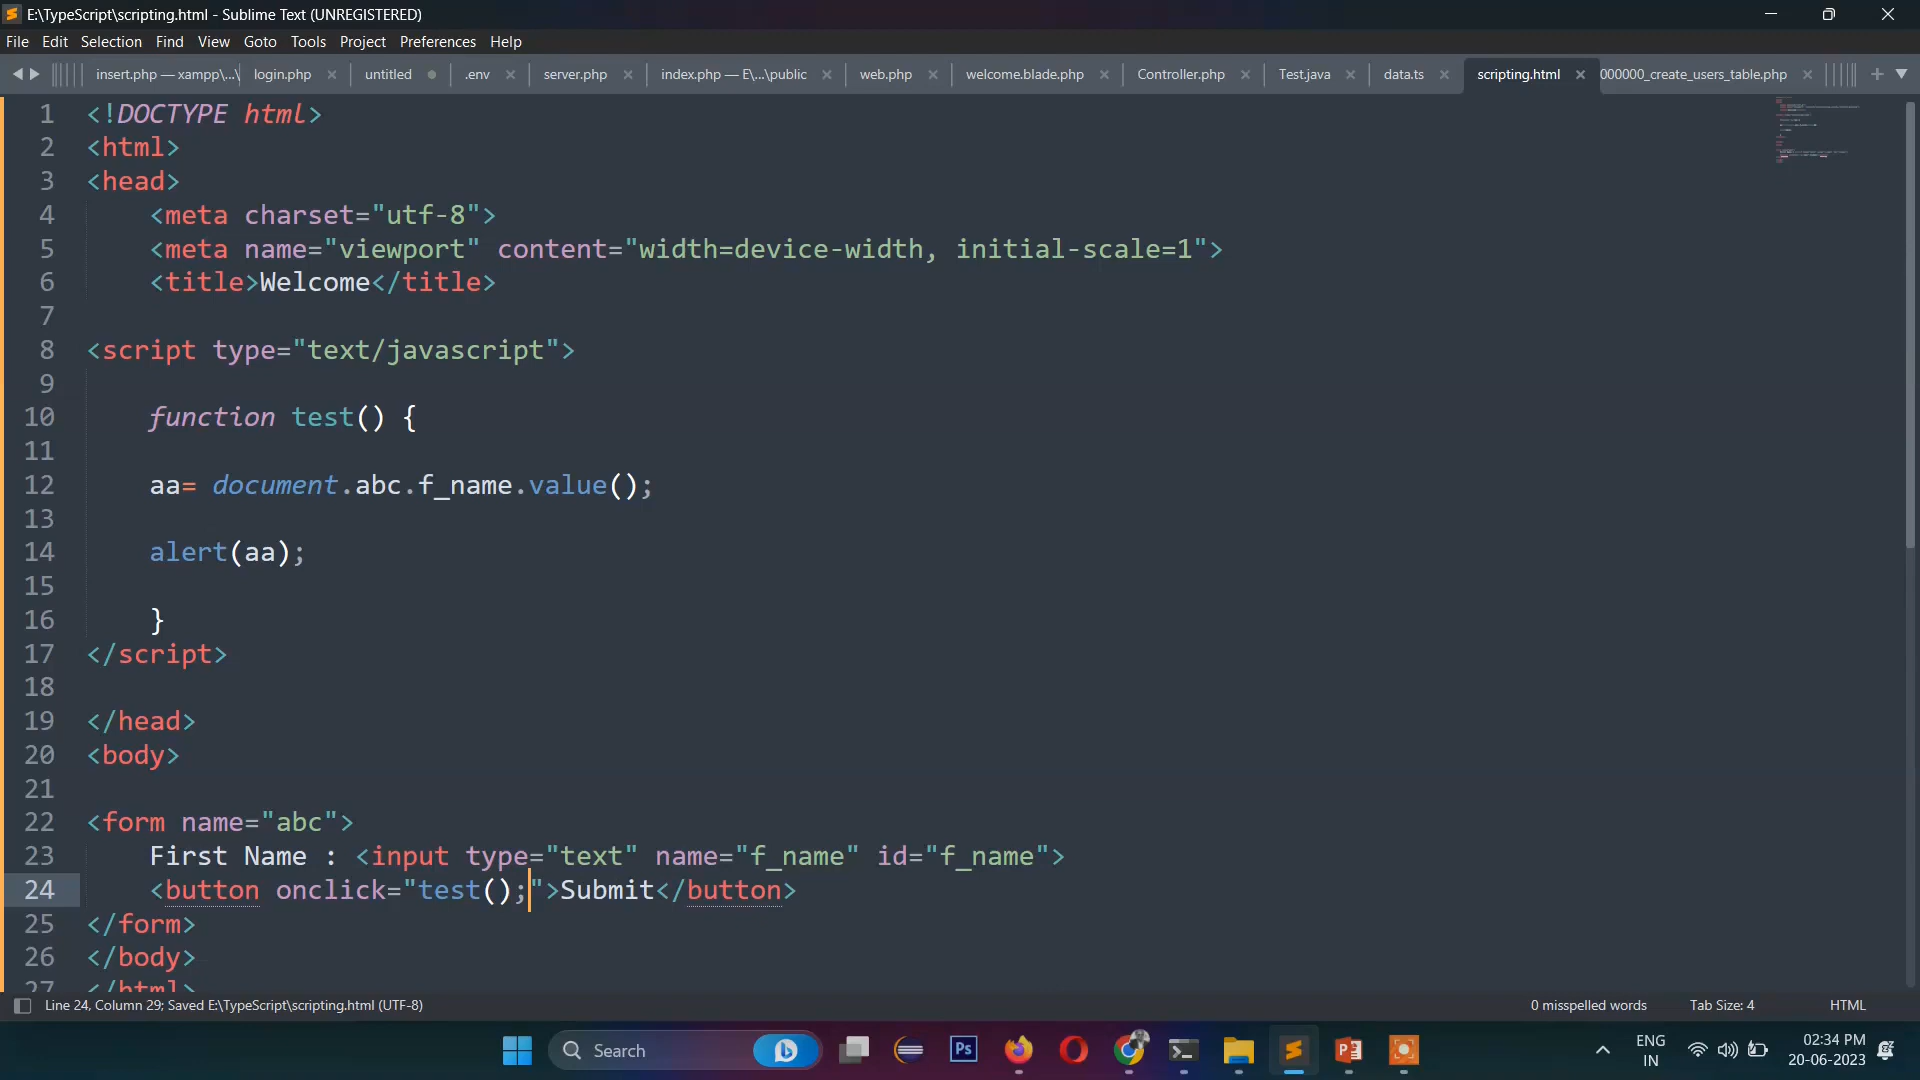 E:\TypeScript\scripting.html - Sublime Text (UNREGISTERED)
File Edit Selection Find View Goto Tools Project Preferences Help
insert.php — xampp\...\ login.php untitled .env server.php index.php — E\...\public web.php welcome.blade.php Controller.php Test.java data.ts scripting.html 000000_create_users_table.php
1 <!DOCTYPE html>
2 <html>
3 <head>
4 <meta charset="utf-8">
5 <meta name="viewport" content="width=device-width, initial-scale=1">
6 <title>Welcome</title>
7
8 <script type="text/javascript">
9
10 function test() {
11
12 aa= document.abc.f_name.value();
13
14 alert(aa);
15
16 }
17 </script>
18
19 </head>
20 <body>
21
22 <form name="abc">
23 First Name : <input type="text" name="f_name" id="f_name">
24 <button onclick="test();">Submit</button>
25 </form>
26 </body>
27 </html>
Line 24, Column 29; Saved E:\TypeScript\scripting.html (UTF-8) 0 misspelled words Tab Size: 4 HTML
Search Ps ENG 02:34 PM
IN 20-06-2023